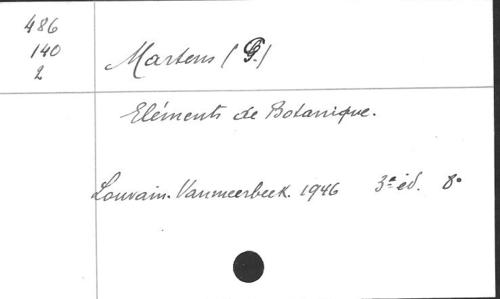 486
140
2
Martens (P.)
Eléments de Botanique.
Louvain. Vanmeerbeek. 1946 3e éd. 8°